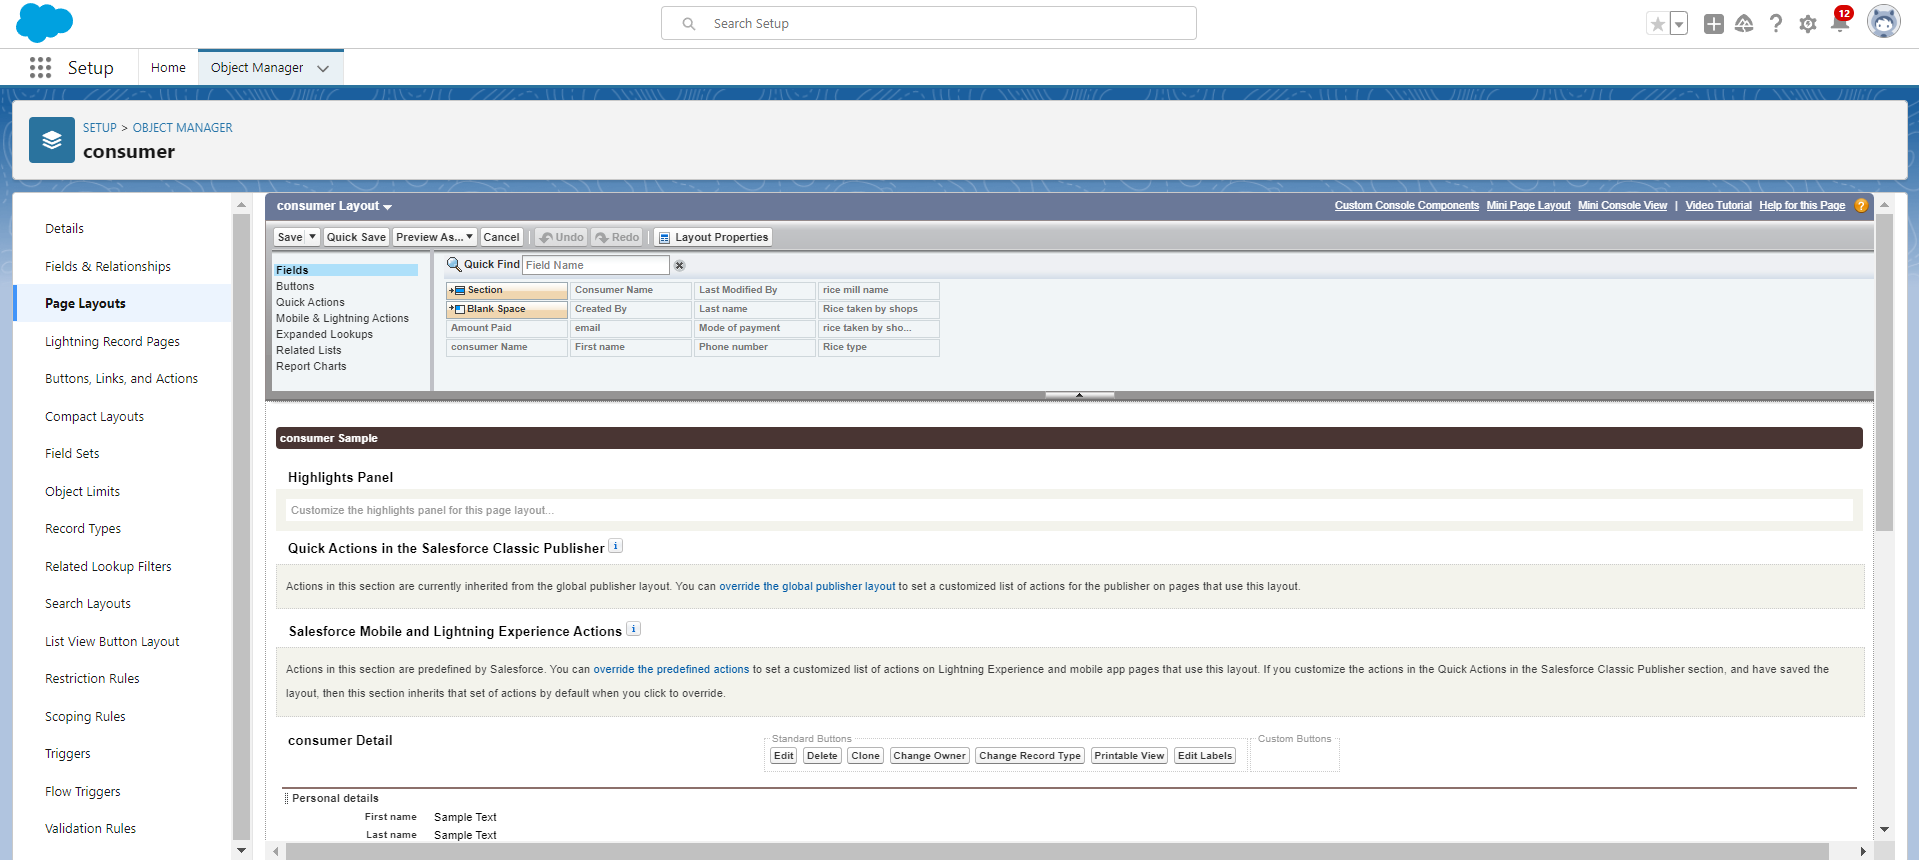 Search Setup
12
Setup
Home
Object Manager
SETUP > OBJECT MANAGER
consumer
Details
Fields & Relationships
Page Layouts
Lightning Record Pages
Buttons, Links, and Actions
Compact Layouts
Field Sets
Object Limits
Record Types
Related Lookup Filters
Search Layouts
List View Button Layout
Restriction Rules
Scoping Rules
Triggers
Flow Triggers
Validation Rules
consumer Layout
Custom Console Components Mini Page Layout Mini Console View | Video Tutorial Help for this Page ?
Save Quick Save Preview As... Cancel Undo Redo Layout Properties
Fields
Buttons
Quick Actions
Mobile & Lightning Actions
Expanded Lookups
Related Lists
Report Charts
Quick Find Field Name
Section Consumer Name Last Modified By rice mill name
Blank Space Created By Last name Rice taken by shops
Amount Paid email Mode of payment rice taken by sho...
consumer Name First name Phone number Rice type
consumer Sample
Highlights Panel
Customize the highlights panel for this page layout...
Quick Actions in the Salesforce Classic Publisher i
Actions in this section are currently inherited from the global publisher layout. You can override the global publisher layout to set a customized list of actions for the publisher on pages that use this layout.
Salesforce Mobile and Lightning Experience Actions i
Actions in this section are predefined by Salesforce. You can override the predefined actions to set a customized list of actions on Lightning Experience and mobile app pages that use this layout. If you customize the actions in the Quick Actions in the Salesforce Classic Publisher section, and have saved the
layout, then this section inherits that set of actions by default when you click to override.
consumer Detail
Standard Buttons
Edit Delete Clone Change Owner Change Record Type Printable View Edit Labels
Custom Buttons
Personal details
First name Sample Text
Last name Sample Text